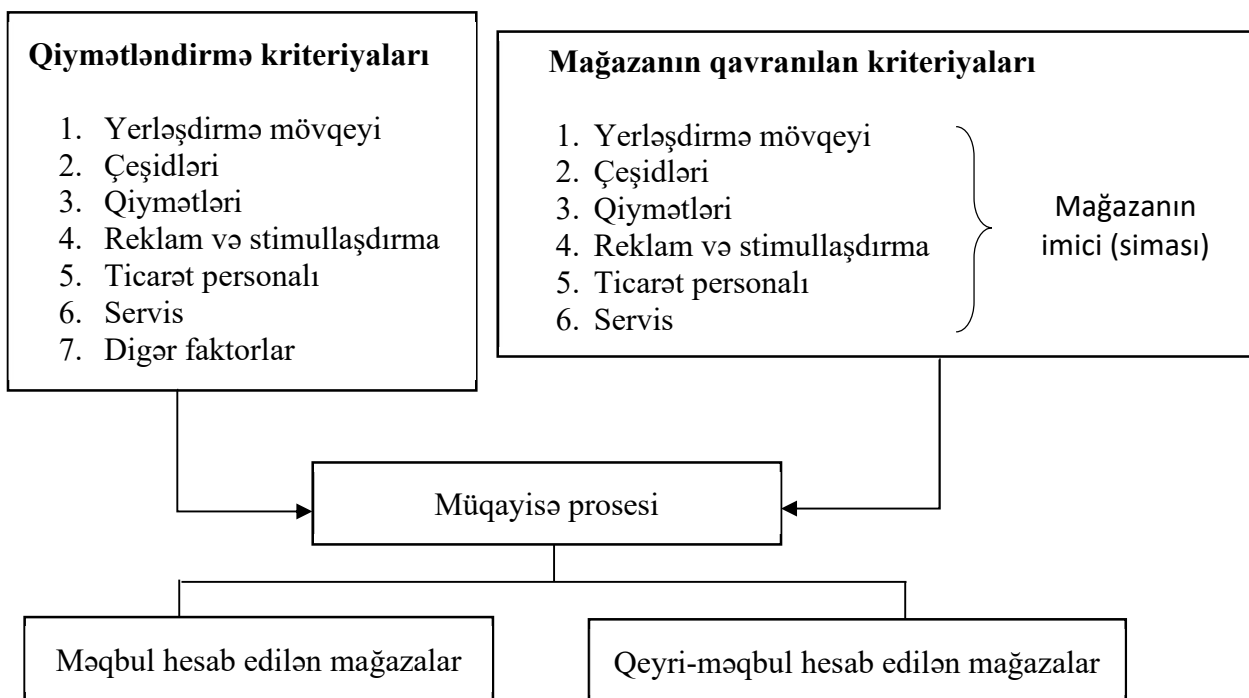 Qiymətləndirmə kriteriyaları
1. Yerləşdirmə mövqeyi
2. Çeşidləri
3. Qiymətləri
4. Reklam və stimullaşdırma
5. Ticarət personalı
6. Servis
7. Digər faktorlar
Mağazanın qavranılan kriteriyaları
1. Yerləşdirmə mövqeyi
2. Çeşidləri
3. Qiymətləri
4. Reklam və stimullaşdırma
5. Ticarət personalı
6. Servis
Mağazanın
imici (siması)
Müqayisə prosesi
Məqbul hesab edilən mağazalar
Qeyri-məqbul hesab edilən mağazalar